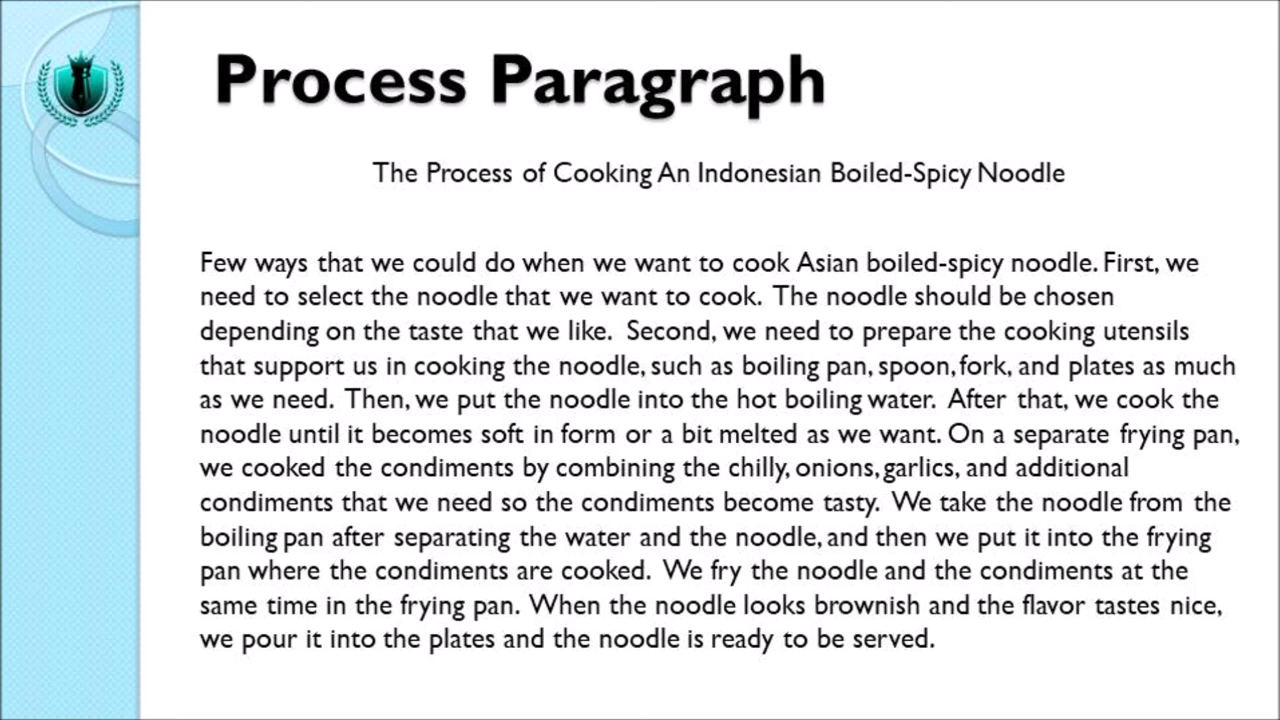 Process Paragraph
The Process of Cooking An Indonesian Boiled-Spicy Noodle
Few ways that we could do when we want to cook Asian boiled-spicy noodle. First, we
need to select the noodle that we want to cook. The noodle should be chosen
depending on the taste that we like. Second, we need to prepare the cooking utensils
that support us in cooking the noodle, such as boiling pan, spoon, fork, and plates as much
as we need. Then, we put the noodle into the hot boiling water. After that, we cook the
noodle until it becomes soft in form or a bit melted as we want. On a separate frying pan,
we cooked the condiments by combining the chilly, onions, garlics, and additional
condiments that we need so the condiments become tasty. We take the noodle from the
boiling pan after separating the water and the noodle, and then we put it into the frying
pan where the condiments are cooked. We fry the noodle and the condiments at the
same time in the frying pan. When the noodle looks brownish and the flavor tastes nice,
we pour it into the plates and the noodle is ready to be served.